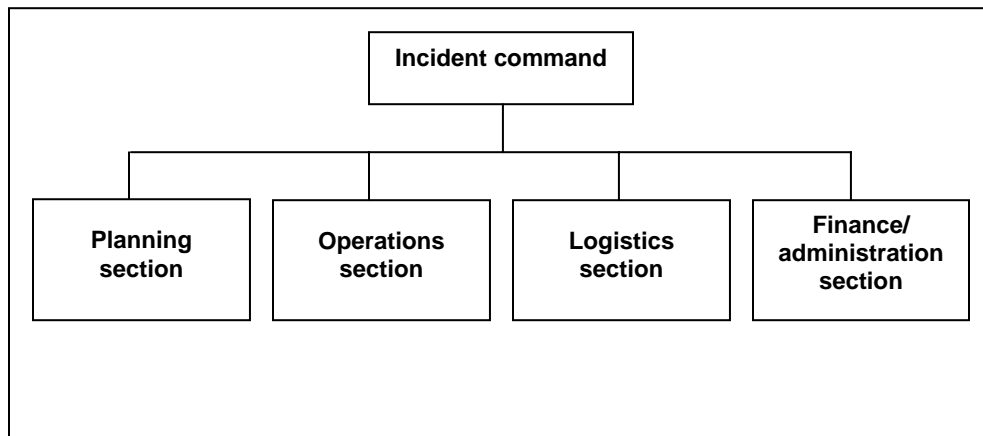 Incident command
Planning
section
Operations
section
Logistics
section
Finance/
administration
section